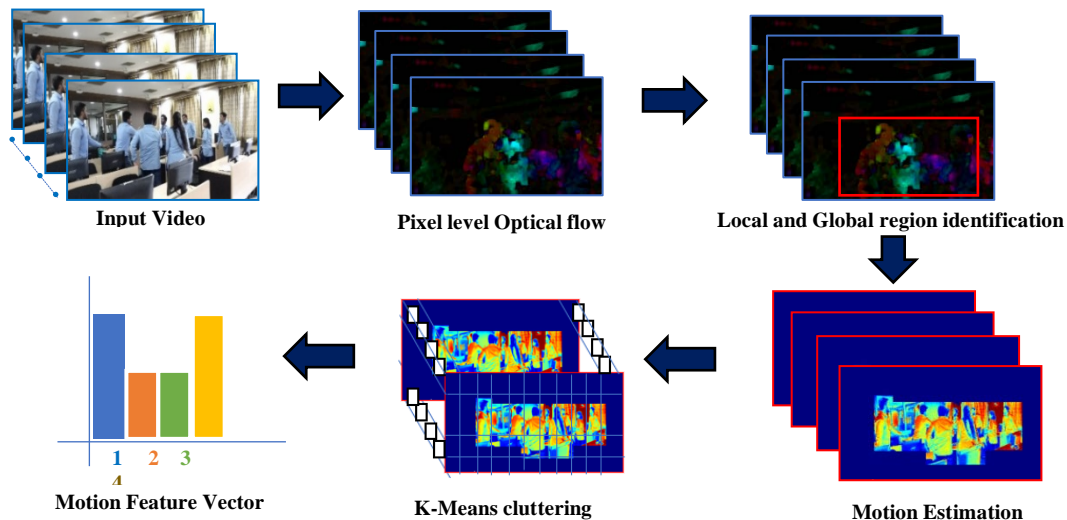 Input Video
Pixel level Optical flow
Local and Global region identification
1 2 3
4
Motion Feature Vector
K-Means cluttering
Motion Estimation